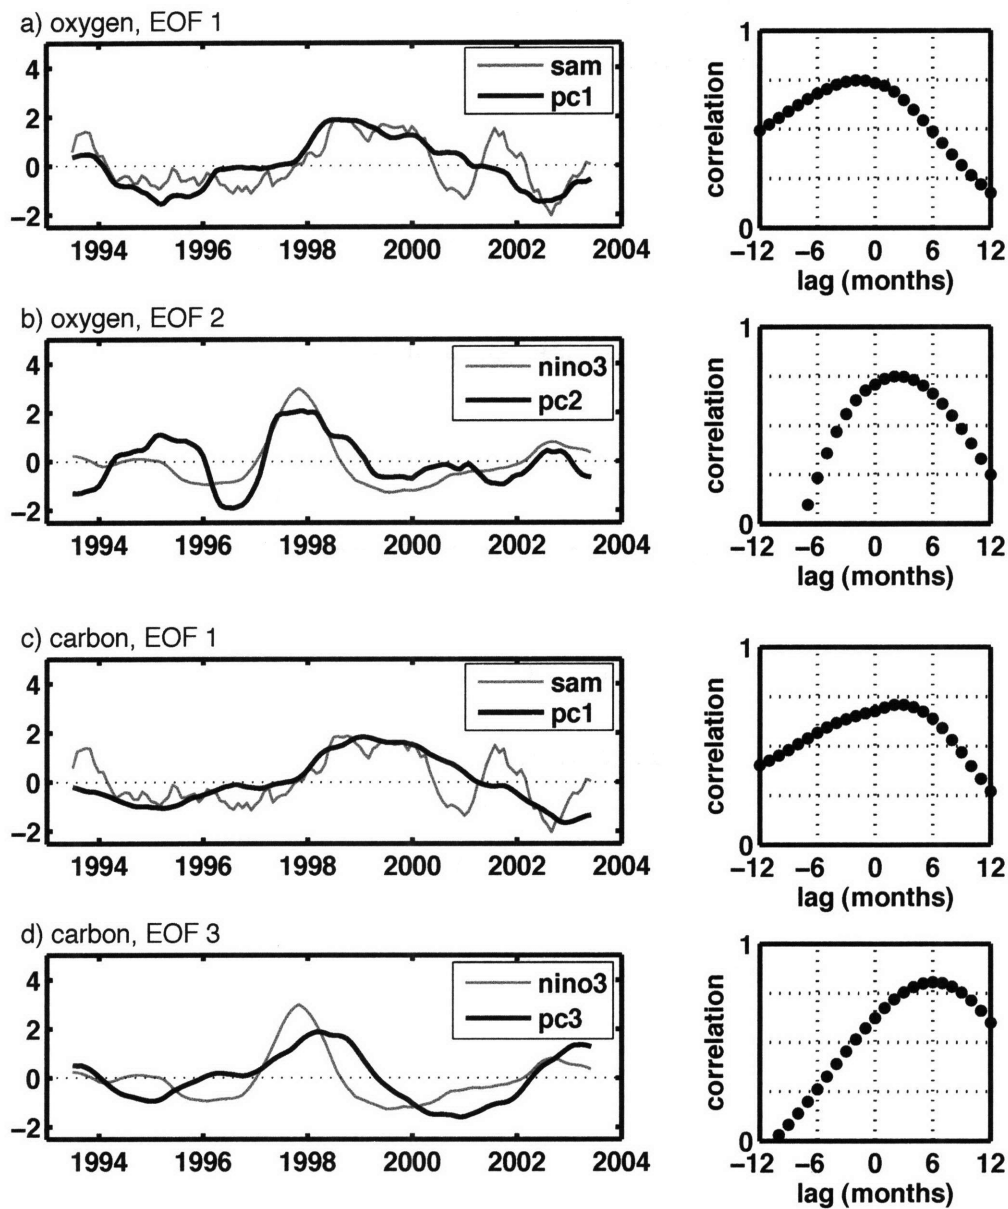 a) oxygen, EOF 1
sam
pc1
4
2
0
−2
1994 1996 1998 2000 2002 2004
correlation
1
0
−12 −6 0 6 12
lag (months)
b) oxygen, EOF 2
nino3
pc2
4
2
0
−2
1994 1996 1998 2000 2002 2004
correlation
1
0
−12 −6 0 6 12
lag (months)
c) carbon, EOF 1
sam
pc1
4
2
0
−2
1994 1996 1998 2000 2002 2004
correlation
1
0
−12 −6 0 6 12
lag (months)
d) carbon, EOF 3
nino3
pc3
4
2
0
−2
1994 1996 1998 2000 2002 2004
correlation
1
0
−12 −6 0 6 12
lag (months)